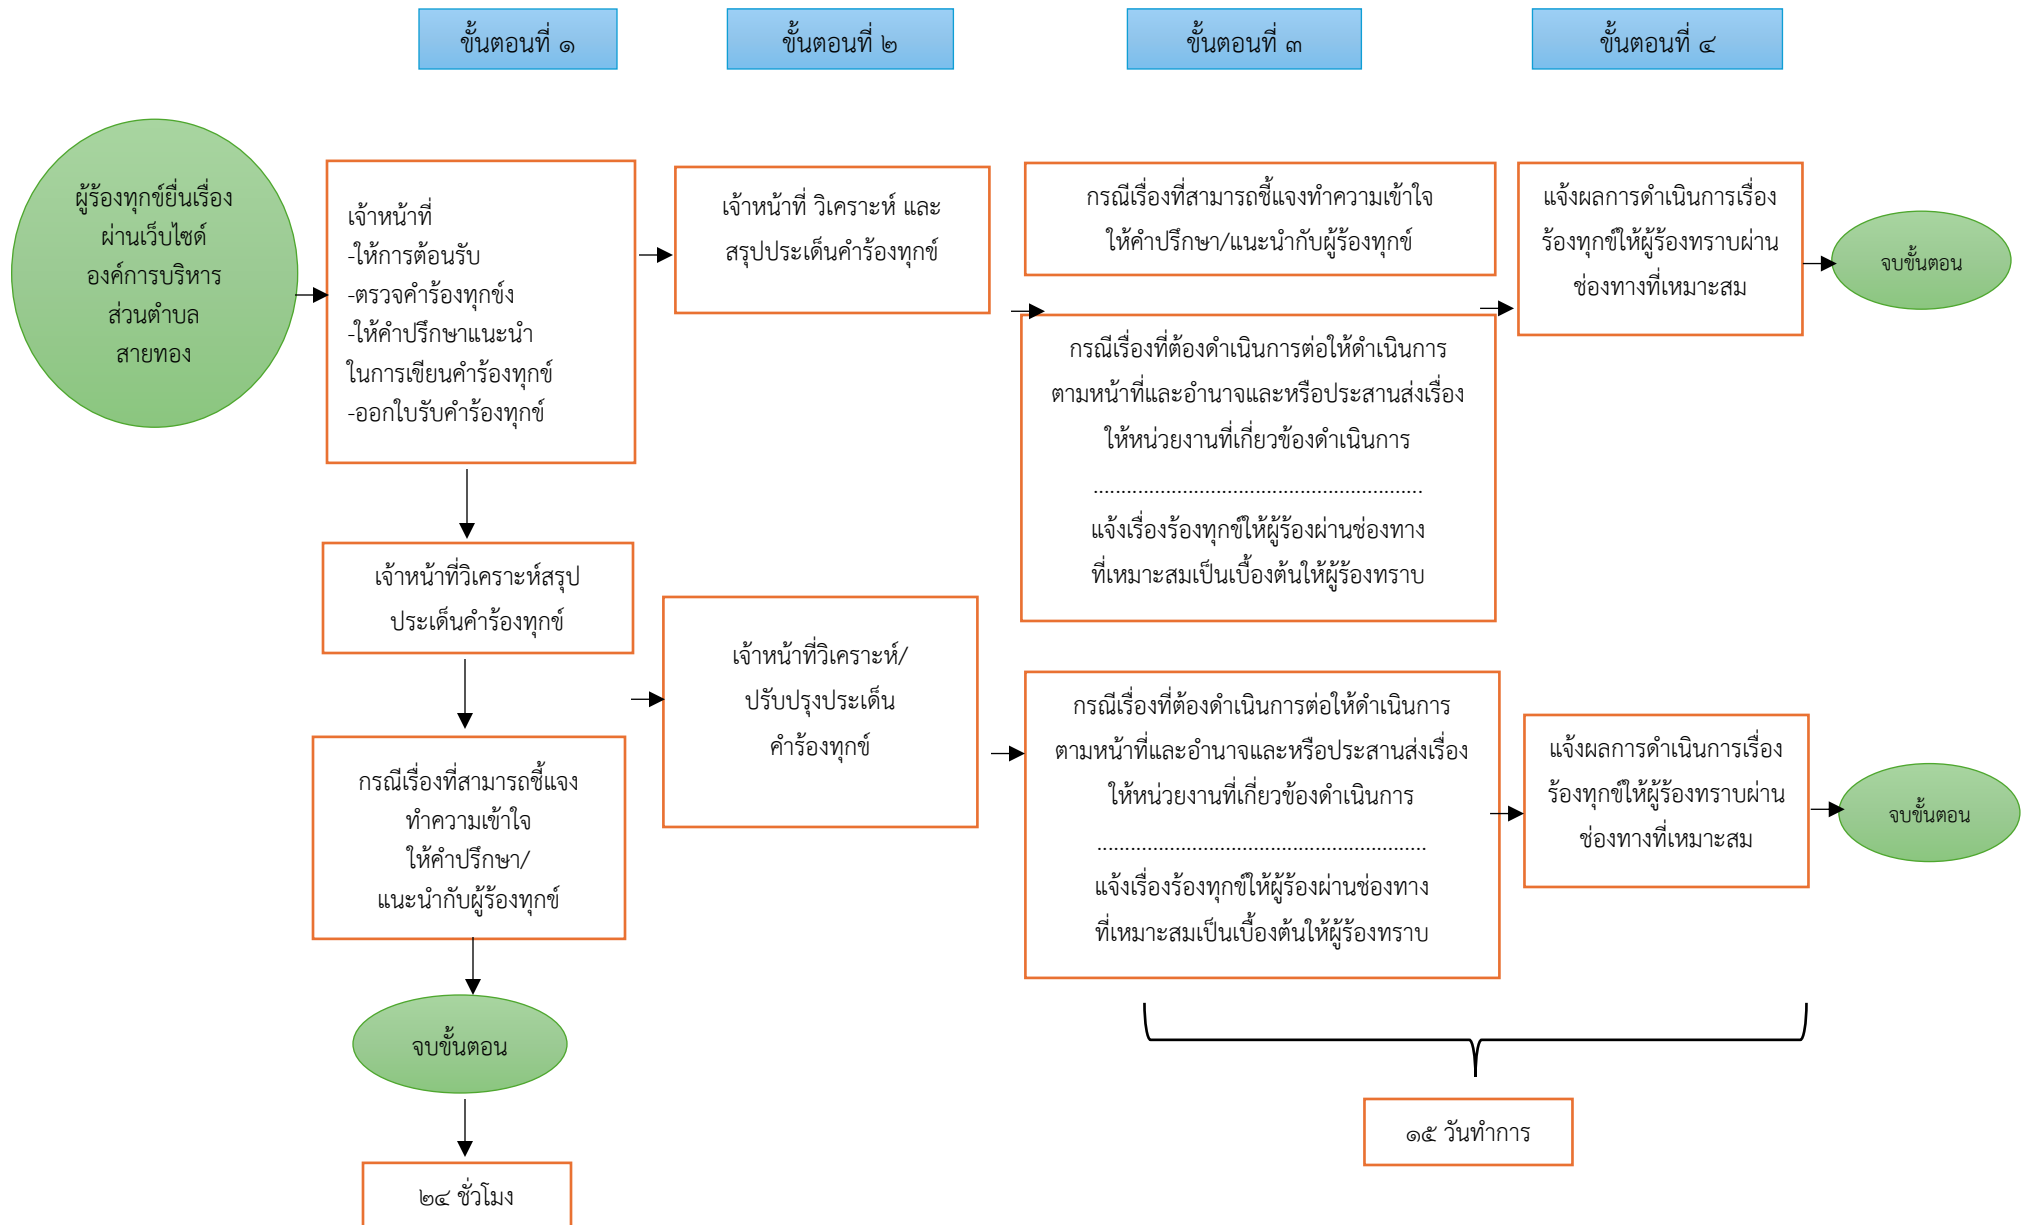 ขั้นตอนที่ ๑
ขั้นตอนที่ ๒
ขั้นตอนที่ ๓
ขั้นตอนที่ ๔
ผู้ร้องทุกข์ยื่นเรื่อง
ผ่านเว็บไซต์
องค์การบริหาร
ส่วนตำบล
สายทอง
เจ้าหน้าที่
-ให้การต้อนรับ
-ตรวจคำร้องทุกข์ง
-ให้คำปรึกษาแนะนำ
ในการเขียนคำร้องทุกข์
-ออกใบรับคำร้องทุกข์
เจ้าหน้าที่ วิเคราะห์ และ
สรุปประเด็นคำร้องทุกข์
กรณีเรื่องที่สามารถชี้แจงทำความเข้าใจ
ให้คำปรึกษา/แนะนำกับผู้ร้องทุกข์
แจ้งผลการดำเนินการเรื่อง
ร้องทุกข์ให้ผู้ร้องทราบผ่าน
ช่องทางที่เหมาะสม
จบขั้นตอน
กรณีเรื่องที่ต้องดำเนินการต่อให้ดำเนินการ
ตามหน้าที่และอำนาจและหรือประสานส่งเรื่อง
ให้หน่วยงานที่เกี่ยวข้องดำเนินการ
............................................................
แจ้งเรื่องร้องทุกข์ให้ผู้ร้องผ่านช่องทาง
ที่เหมาะสมเป็นเบื้องต้นให้ผู้ร้องทราบ
เจ้าหน้าที่วิเคราะห์สรุป
ประเด็นคำร้องทุกข์
เจ้าหน้าที่วิเคราะห์/
ปรับปรุงประเด็น
คำร้องทุกข์
กรณีเรื่องที่ต้องดำเนินการต่อให้ดำเนินการ
ตามหน้าที่และอำนาจและหรือประสานส่งเรื่อง
ให้หน่วยงานที่เกี่ยวข้องดำเนินการ
............................................................
แจ้งเรื่องร้องทุกข์ให้ผู้ร้องผ่านช่องทาง
ที่เหมาะสมเป็นเบื้องต้นให้ผู้ร้องทราบ
แจ้งผลการดำเนินการเรื่อง
ร้องทุกข์ให้ผู้ร้องทราบผ่าน
ช่องทางที่เหมาะสม
จบขั้นตอน
กรณีเรื่องที่สามารถชี้แจง
ทำความเข้าใจ
ให้คำปรึกษา/
แนะนำกับผู้ร้องทุกข์
จบขั้นตอน
๑๕ วันทำการ
๒๔ ชั่วโมง